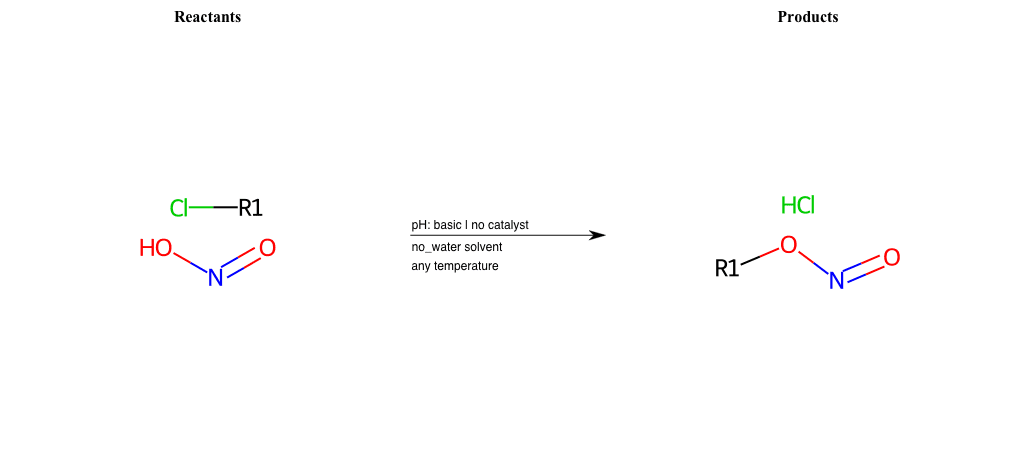 Reactants
Products
Cl R1
HO N O
pH: basic I no catalyst
no_water solvent
any temperature
HCl
R1 O N O